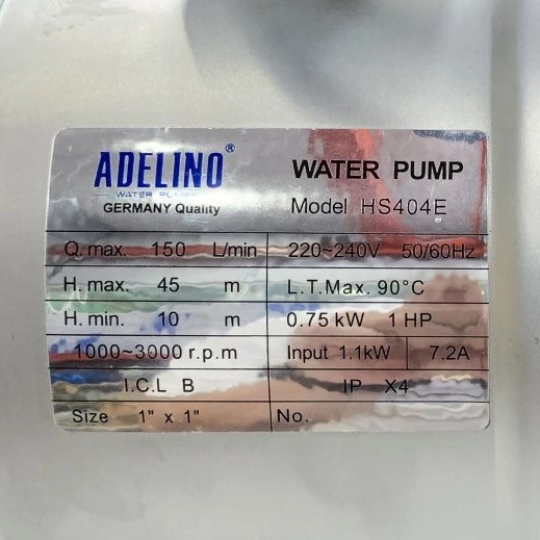 ADELINO®
WATER PUMP
GERMANY Quality
WATER PUMP
Model HS404E
Q. max. 150 L/min 220~240V 50/60Hz
H. max. 45 m L.T.Max. 90°C
H. min. 10 m 0.75 kW 1 HP
1000~3000 r.p.m Input 1.1kW 7.2A
I.C.L B IP X4
Size 1" x 1" No.